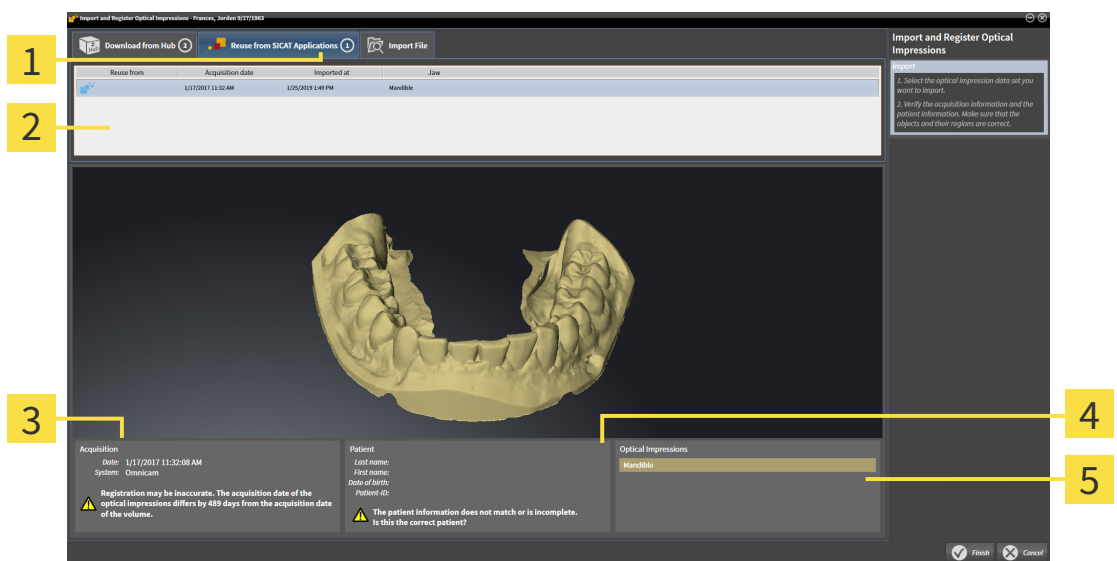 Import and Register Optical Impressions - Frances, Jorden 9/27/1963
Hub
Download from Hub 2
Reuse from SICAT Applications 1
Import File
Import and Register Optical
Impressions
1
Reuse from Acquisition date Imported at Jaw
1/17/2017 11:32 AM 1/25/2019 1:49 PM Mandible
Import
1. Select the optical impression data set you
want to import.
2. Verify the acquisition information and the
patient information. Make sure that the
objects and their regions are correct.
2
3
4
Acquisition
Date: 1/17/2017 11:32:08 AM
System: Omnicam
Registration may be inaccurate. The acquisition date of the
optical impressions differs by 489 days from the acquisition date
of the volume.
Patient
Last name:
First name:
Date of birth:
Patient-ID:
The patient information does not match or is incomplete.
Is this the correct patient?
Optical Impressions
Mandible
5
Finish
Cancel